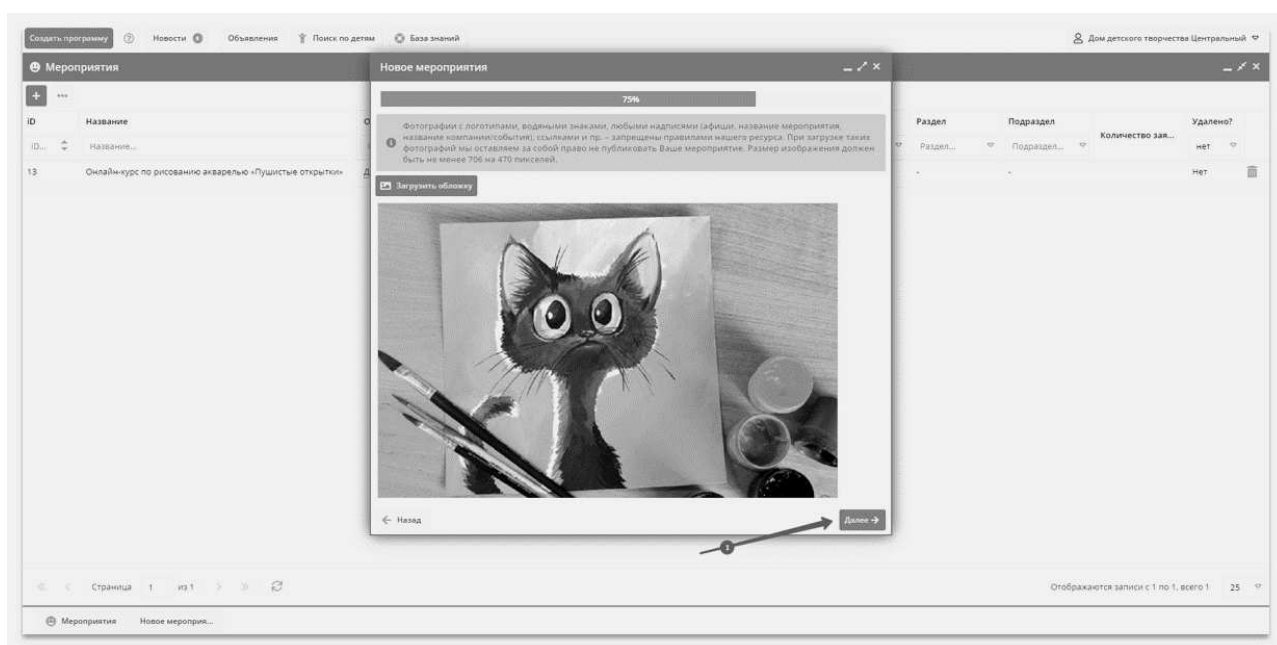 Создать программу ? Новости 0 Объявления Поиск по детям База знаний Дом детского творчества Центральный
Мероприятия
Новое мероприятия
75%
Фотографии с логотипами, водяными знаками, любыми надписями (афиши, название мероприятия,
название компании/события), ссылками и пр. – запрещены правилами нашего ресурса. При загрузке таких
фотографий мы оставляем за собой право не публиковать Ваше мероприятие. Размер изображения должен
быть не менее 706 на 470 пикселей.
Загрузить обложку
iD Название О Раздел Подраздел Количество зая... Удалено?
iD... Название... Раздел... Подраздел... нет
13 Онлайн-курс по рисованию акварелью «Пушистые открытки» Д - - Нет
← Назад
Далее →
1
Страница 1 из 1
Отображаются записи с 1 по 1, всего 1 25
Мероприятия Новое мероприя...